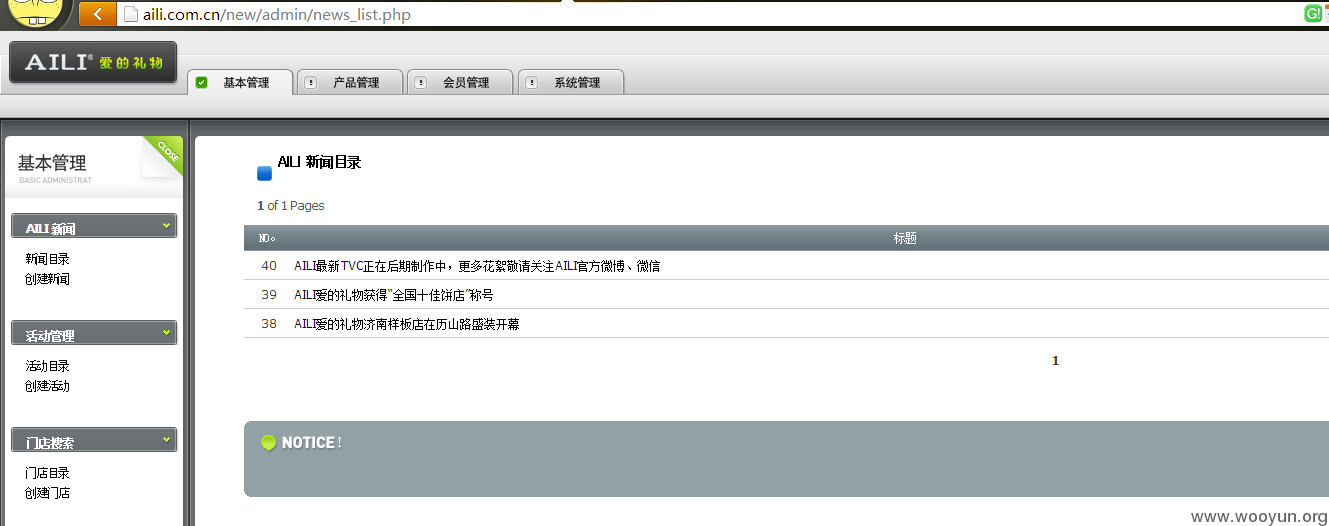 aili.com.cn/new/admin/news_list.php
AILI® 爱的礼物
基本管理 产品管理 会员管理 系统管理
基本管理
BASIC ADMINISTRAT
CLOSE
AILI 新闻
新闻目录
创建新闻
活动管理
活动目录
创建活动
门店搜索
门店目录
创建门店
AILI 新闻目录
1 of 1 Pages
NO。 标题
40 AILI最新TVC正在后期制作中，更多花絮敬请关注AILI官方微博、微信
39 AILI爱的礼物获得"全国十佳饼店"称号
38 AILI爱的礼物济南样板店在历山路盛装开幕
1
NOTICE!
www.wooyun.org